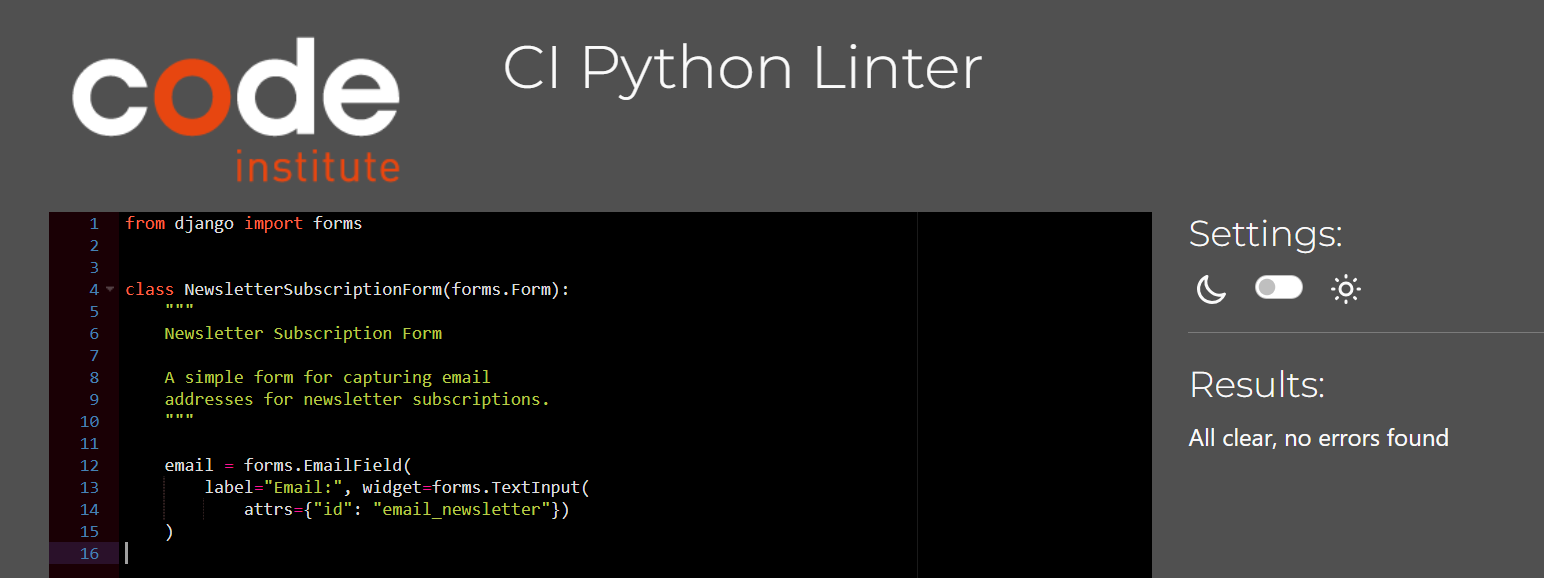 code
institute
CI Python Linter
1 from django import forms
2
3
4 class NewsletterSubscriptionForm(forms.Form):
5 """
6 Newsletter Subscription Form
7
8 A simple form for capturing email
9 addresses for newsletter subscriptions.
10 """
11
12 email = forms.EmailField(
13 label="Email:", widget=forms.TextInput(
14 attrs={"id": "email_newsletter"})
15 )
16
Settings:
Results:
All clear, no errors found